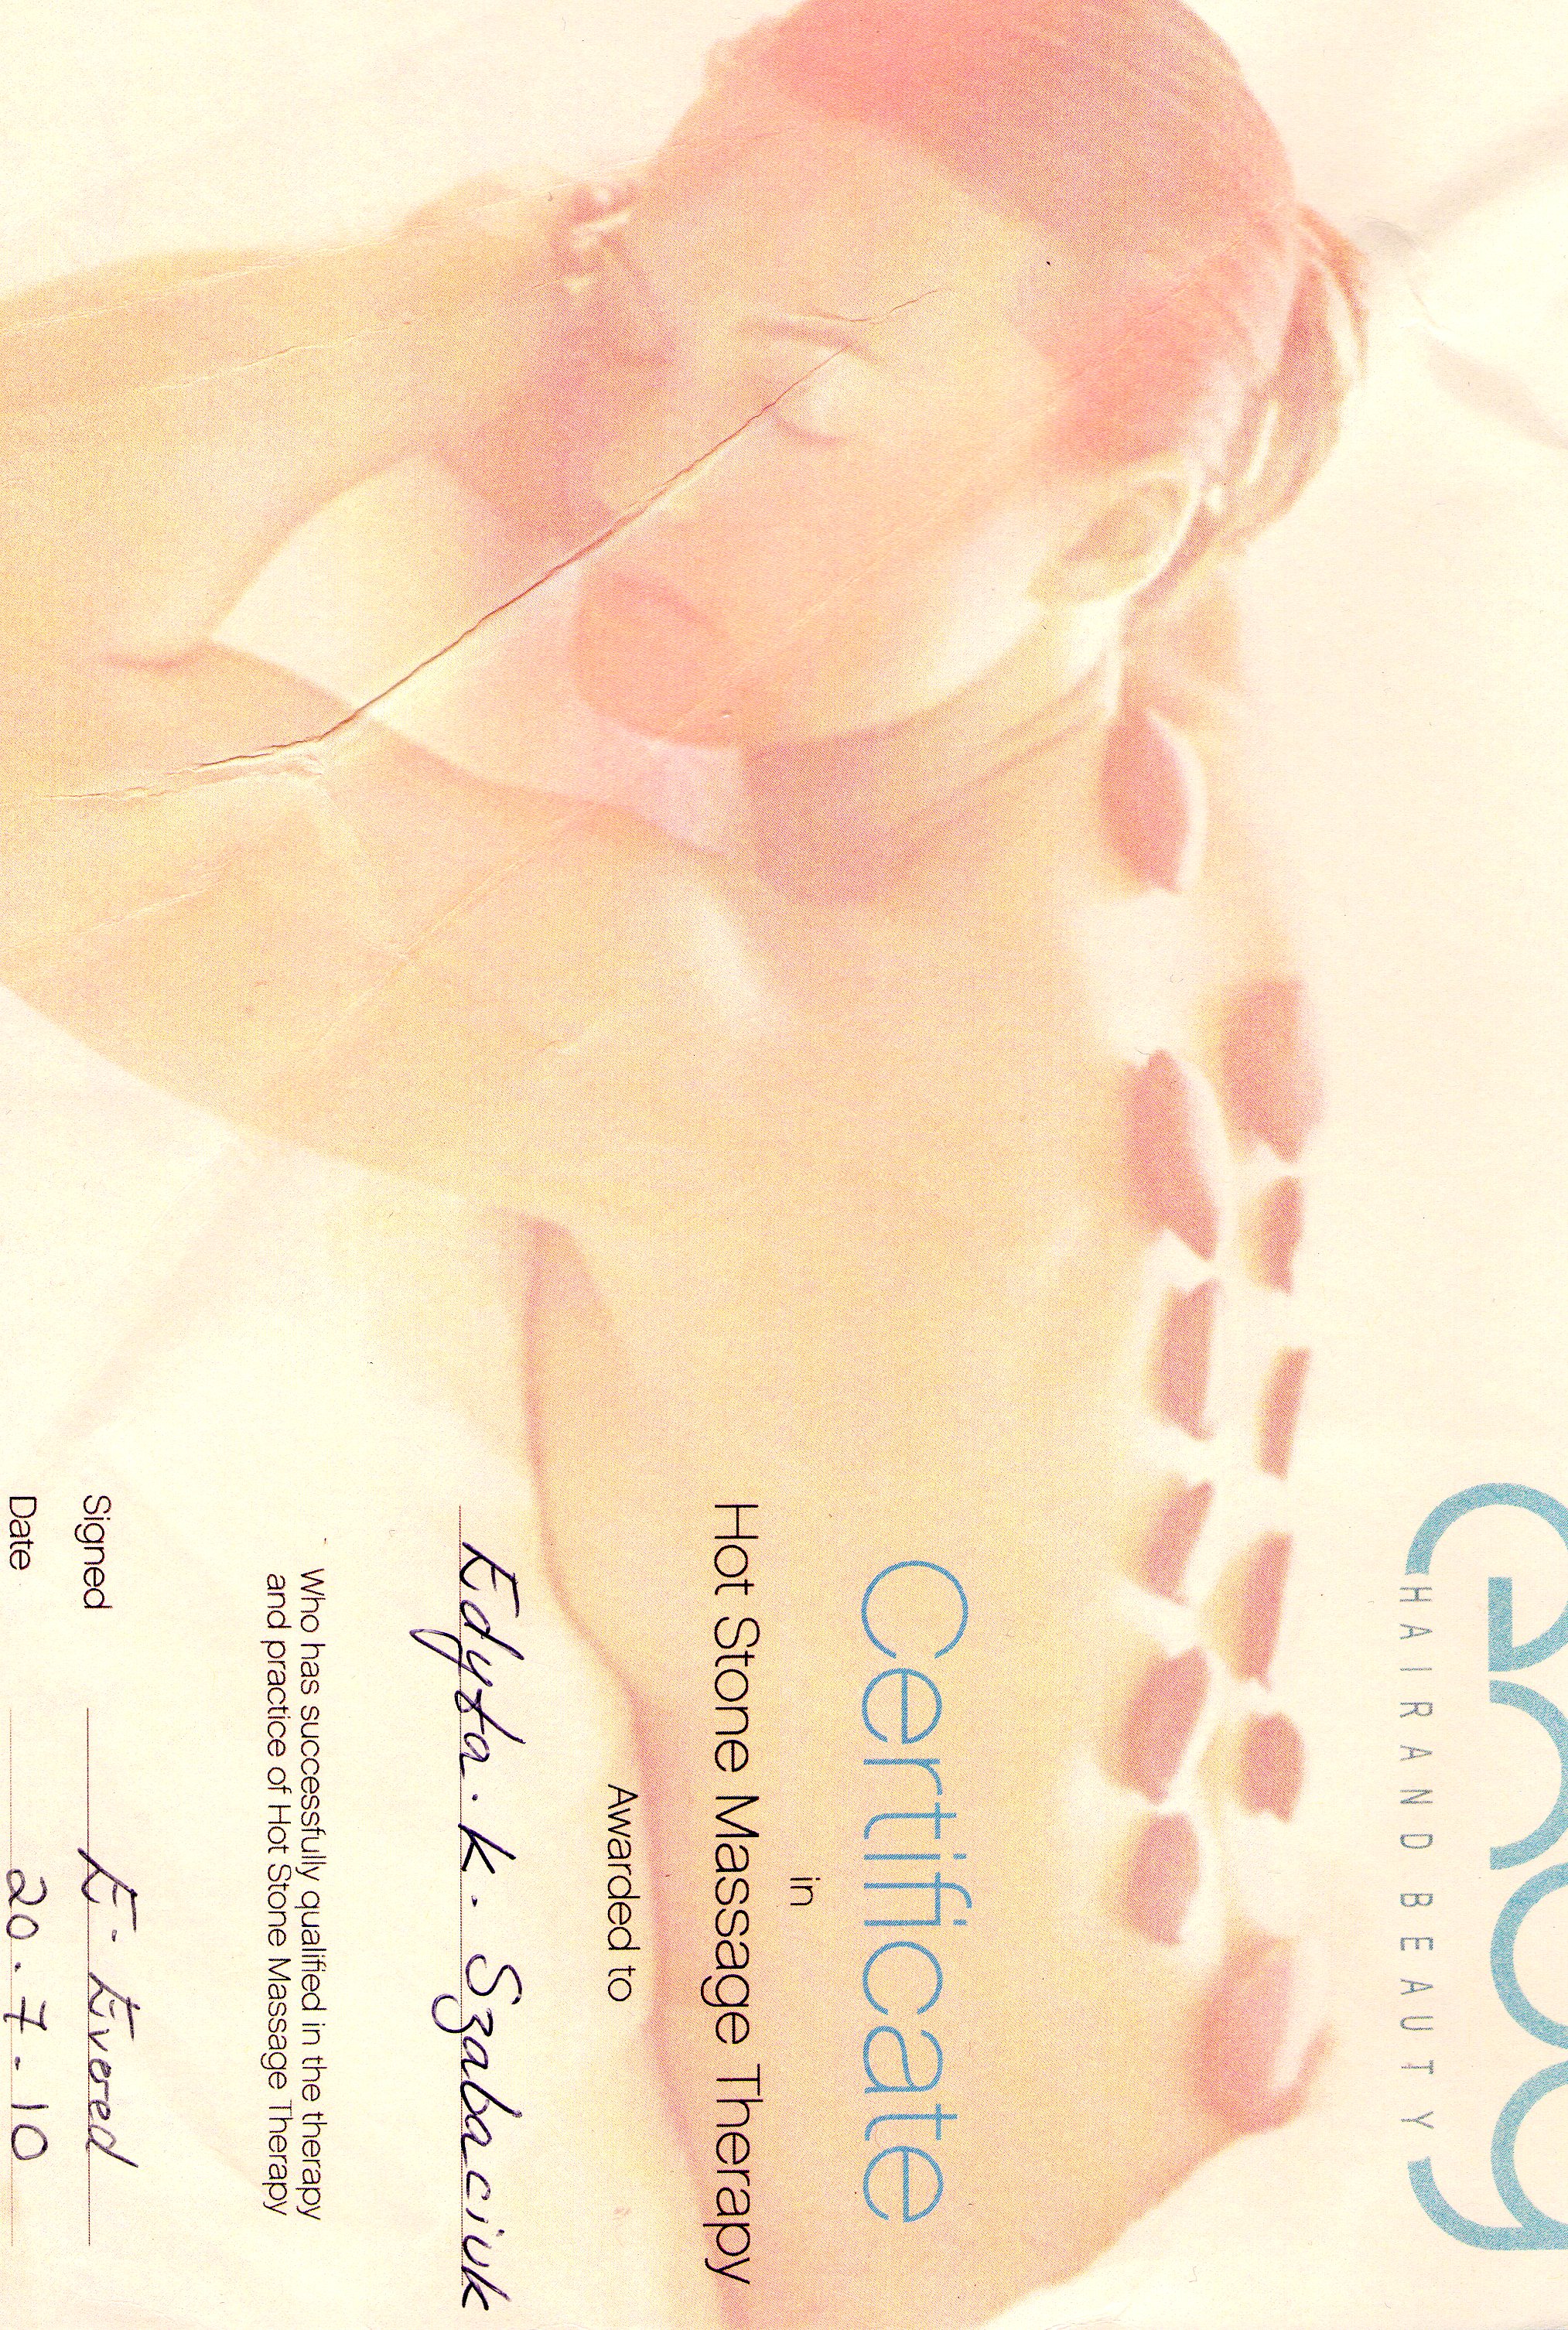 HAIR AND BEAUTY
Certificate
in
Hot Stone Massage Therapy
Awarded to
Edyta. K. Szabaciuk
Who has successfully qualified in the therapy
and practice of Hot Stone Massage Therapy
Signed E. Evered
Date 20.7.10